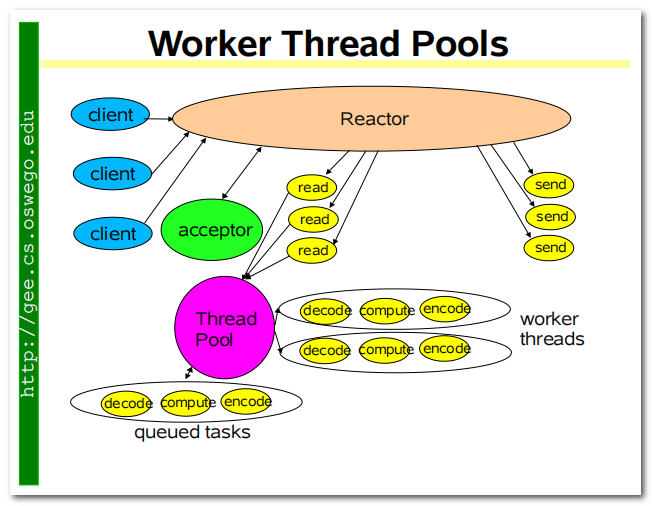 Worker Thread Pools
http://gee.cs.oswego.edu
client
client
client
Reactor
acceptor
read
read
read
send
send
send
Thread
Pool
decode compute encode
decode compute encode
worker
threads
decode compute encode
queued tasks